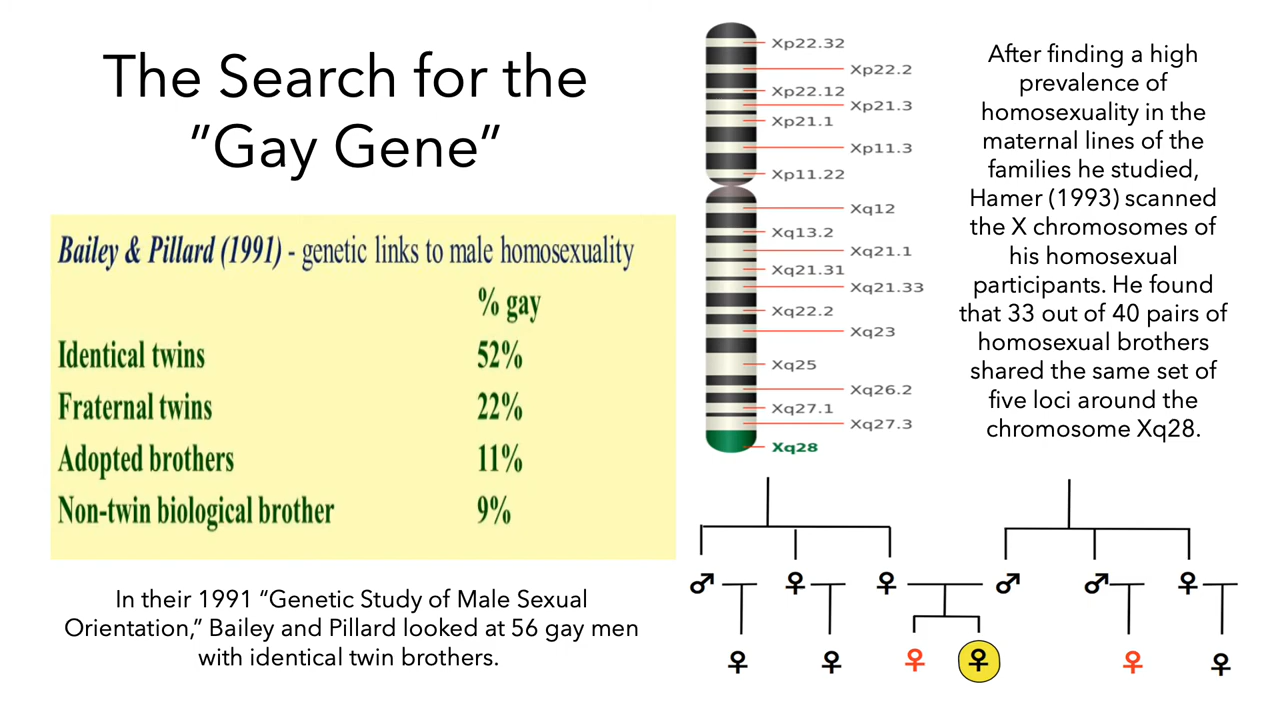 The Search for the
"Gay Gene"
Bailey & Pillard (1991) - genetic links to male homosexuality
% gay
Identical twins 52%
Fraternal twins 22%
Adopted brothers 11%
Non-twin biological brother 9%
In their 1991 “Genetic Study of Male Sexual
Orientation,” Bailey and Pillard looked at 56 gay men
with identical twin brothers.
Xp22.32
Xp22.2
Xp22.12
Xp21.3
Xp21.1
Xp11.3
Xp11.22
Xq12
Xq13.2
Xq21.1
Xq21.31
Xq21.33
Xq22.2
Xq23
Xq25
Xq26.2
Xq27.1
Xq27.3
Xq28
After finding a high
prevalence of
homosexuality in the
maternal lines of the
families he studied,
Hamer (1993) scanned
the X chromosomes of
his homosexual
participants. He found
that 33 out of 40 pairs of
homosexual brothers
shared the same set of
five loci around the
chromosome Xq28.
♂ ♀ ♀ ♂ ♂ ♀
♀ ♀ ♀ ♀ ♀ ♀